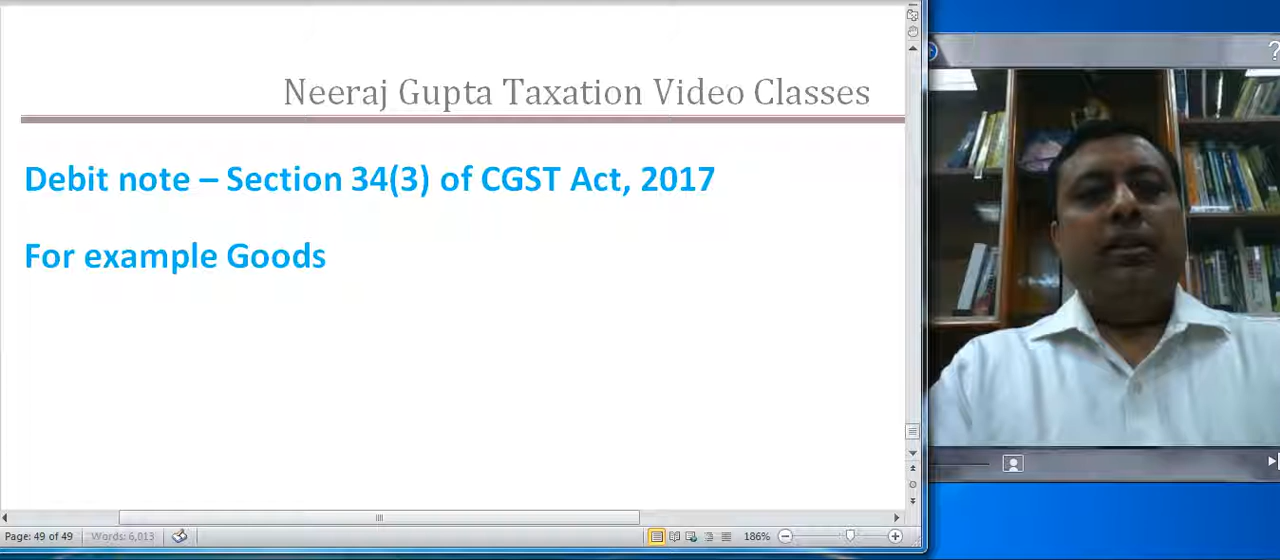 Neeraj Gupta Taxation Video Classes
Debit note – Section 34(3) of CGST Act, 2017
For example Goods
Page: 49 of 49
Words: 6,013
186%
?